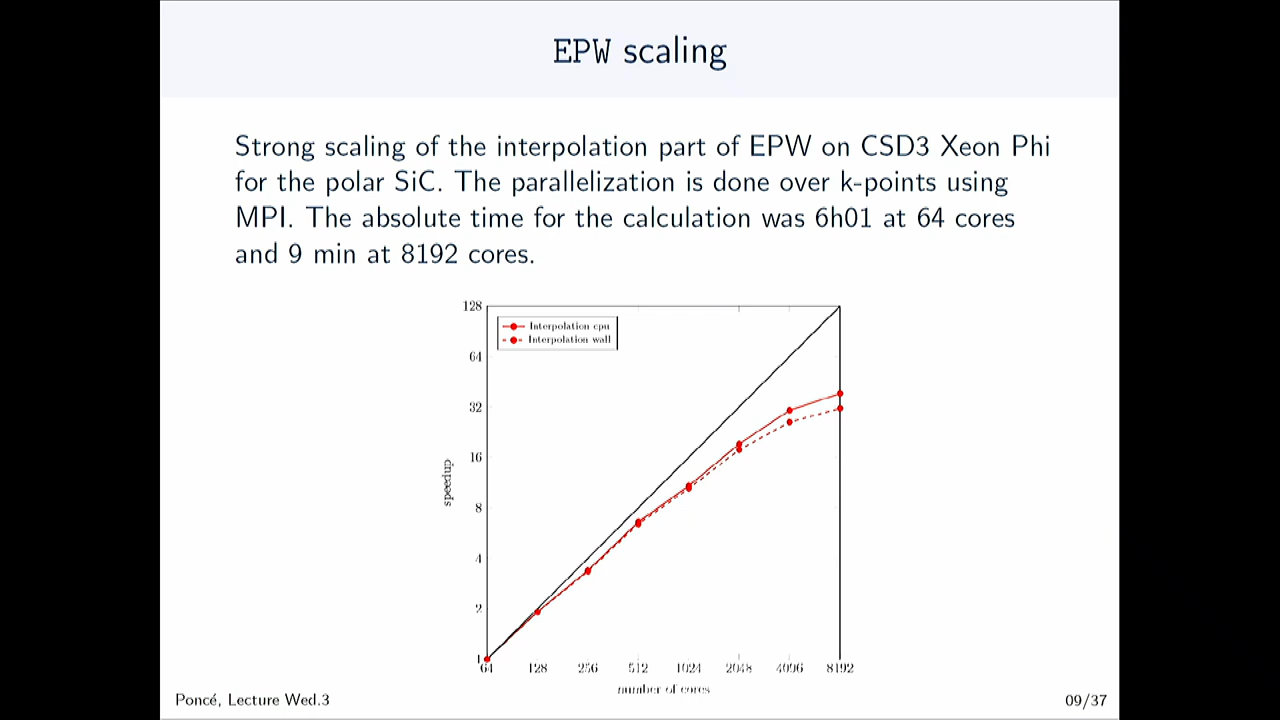 EPW scaling
Strong scaling of the interpolation part of EPW on CSD3 Xeon Phi
for the polar SiC. The parallelization is done over k-points using
MPI. The absolute time for the calculation was 6h01 at 64 cores
and 9 min at 8192 cores.
128
Interpolation cpu
Interpolation wall
64
32
16
speedup
8
4
2
1
64 128 256 512 1024 2048 4096 8192
number of cores
Poncé, Lecture Wed.3
09/37